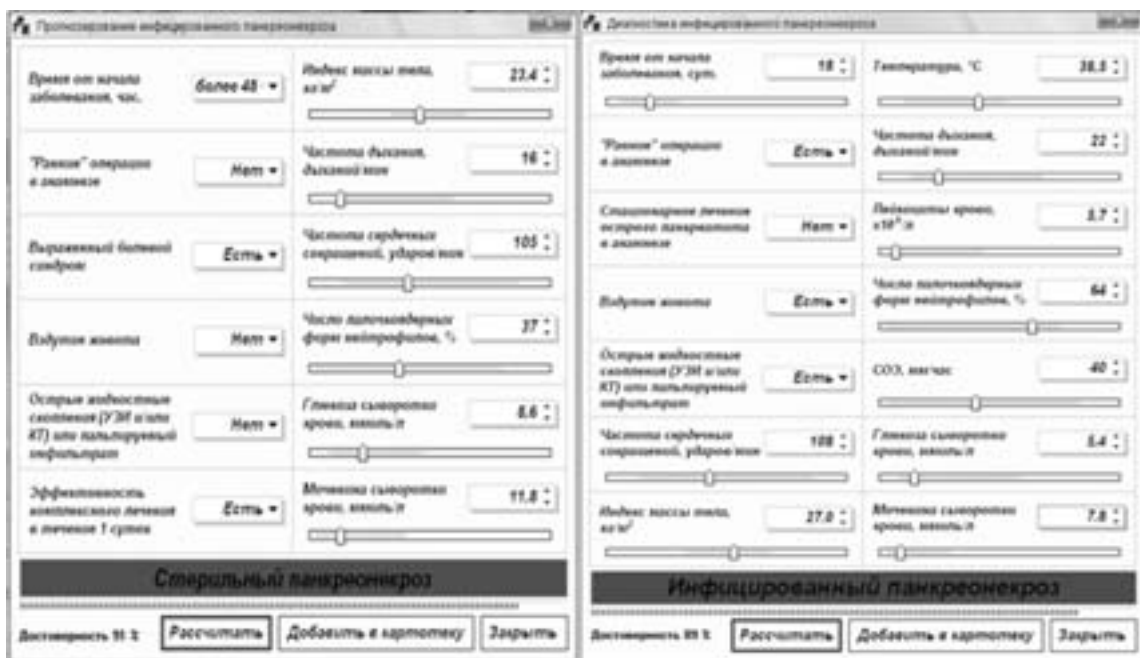 Прогнозирование инфицированного панкреонекроза
Время от начала
заболевания, час.
более 48
"Ранние" операции
в анамнезе
Нет
Выраженный болевой
синдром
Есть
Вздутие живота
Нет
Острые жидкостные
скопления (УЗИ и/или
КТ) или пальпируемый
инфильтрат
Нет
Эффективность
комплексного лечения
в течение 1 суток
Есть
Индекс массы тела,
кг/м²
23,4
Частота дыхания,
дыханий/мин
16
Частота сердечных
сокращений, ударов/мин
105
Число палочкоядерных
форм нейтрофилов, %
37
Глюкоза сыворотки
крови, ммоль/л
8,6
Мочевина сыворотки
крови, ммоль/л
11,8
Стерильный панкреонекроз
Достоверность 91 %
Рассчитать
Добавить в картотеку
Закрыть
Диагностика инфицированного панкреонекроза
Время от начала
заболевания, сут.
18
"Ранние" операции
в анамнезе
Есть
Стационарное лечение
острого панкреатита
в анамнезе
Нет
Вздутие живота
Есть
Острые жидкостные
скопления (УЗИ и/или
КТ) или пальпируемый
инфильтрат
Есть
Частота сердечных
сокращений, ударов/мин
108
Индекс массы тела,
кг/м²
27,0
Температура, °C
38,5
Частота дыхания,
дыханий/мин
22
Лейкоциты крови,
х10⁹/л
Число палочкоядерных
форм нейтрофилов, %
64
СОЭ, мм/час
40
Глюкоза сыворотки
крови, ммоль/л
5,4
Мочевина сыворотки
крови, ммоль/л
7,8
Инфицированный панкреонекроз
Достоверность 89 %
Рассчитать
Добавить в картотеку
Закрыть